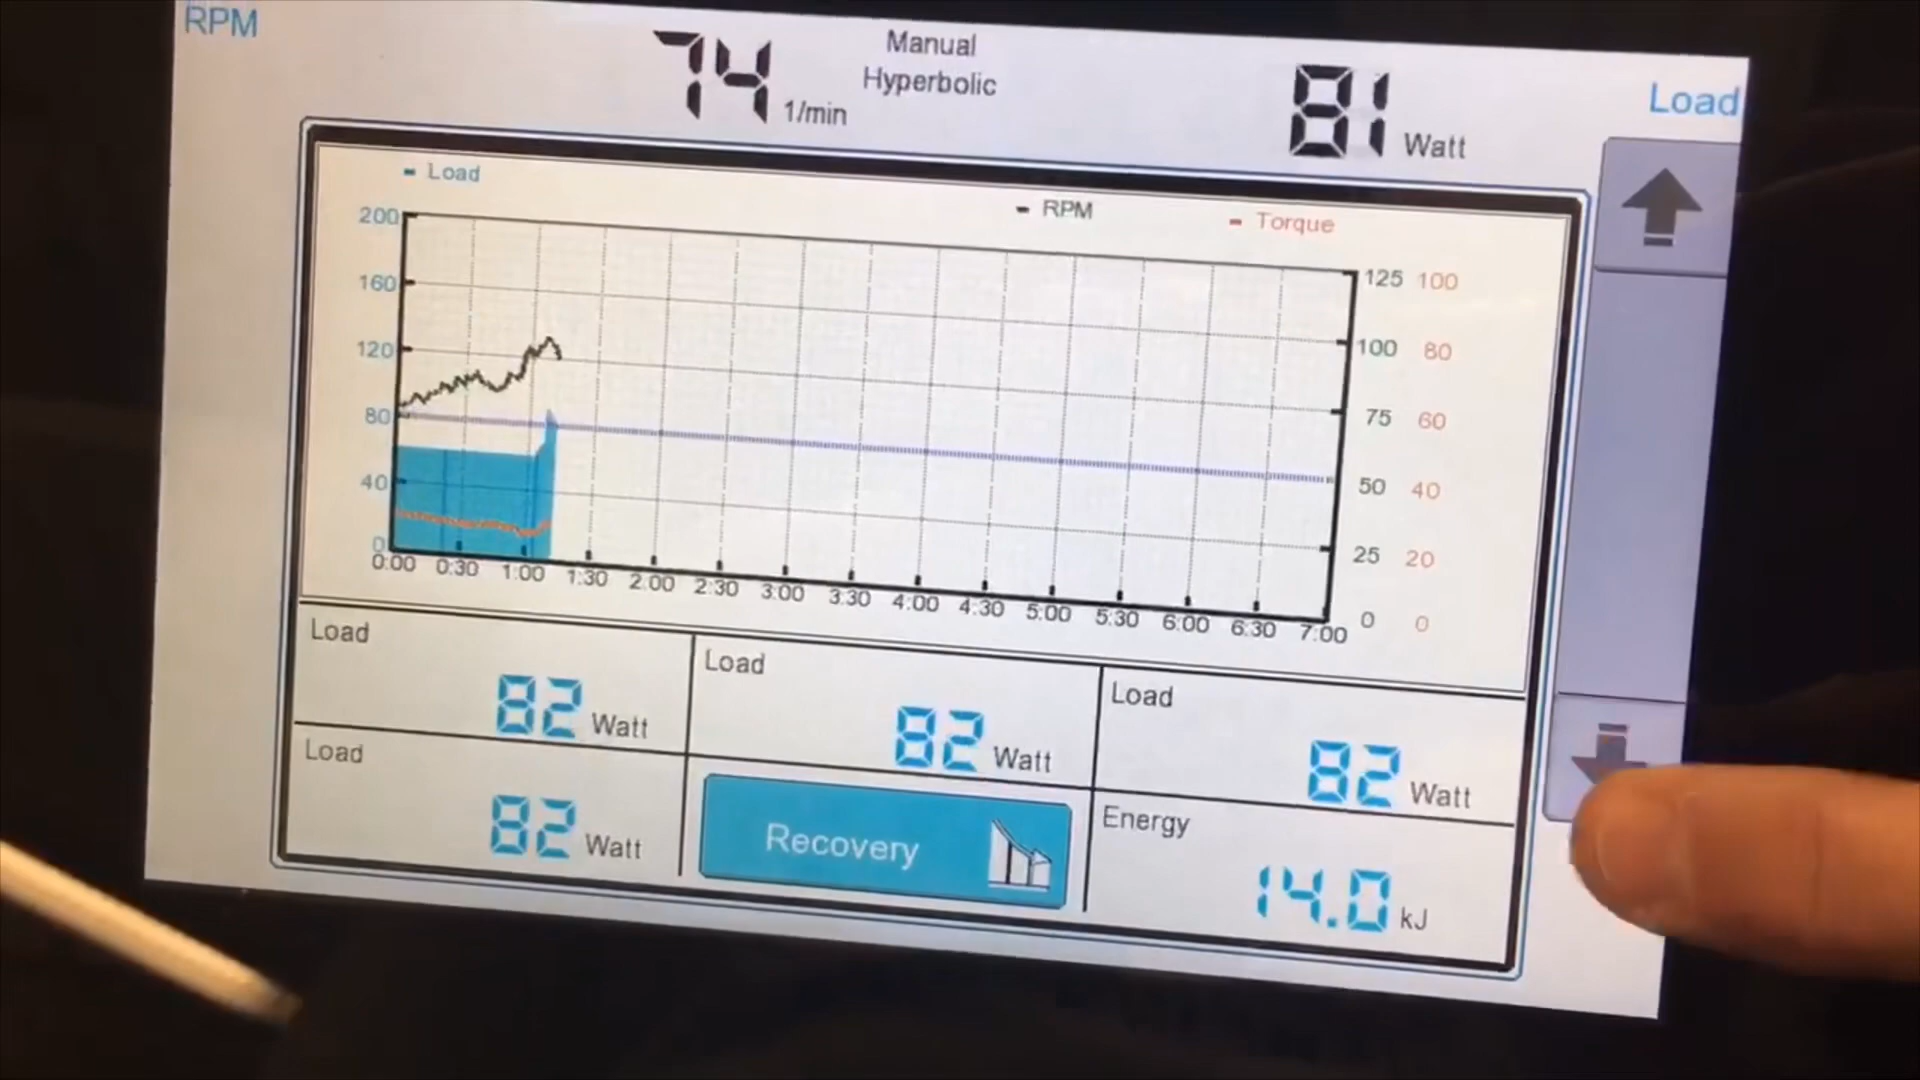 RPM
74 1/min
Manual
Hyperbolic
81 Watt
Load
Load
RPM
Torque
200
160
120
80
40
0
125 100
100 80
75 60
50 40
25 20
0 0
0:00 0:30 1:00 1:30 2:00 2:30 3:00 3:30 4:00 4:30 5:00 5:30 6:00 6:30 7:00
Load
82 Watt
Load
82 Watt
Load
82 Watt
Load
82 Watt
Recovery
Energy
14.0 kJ